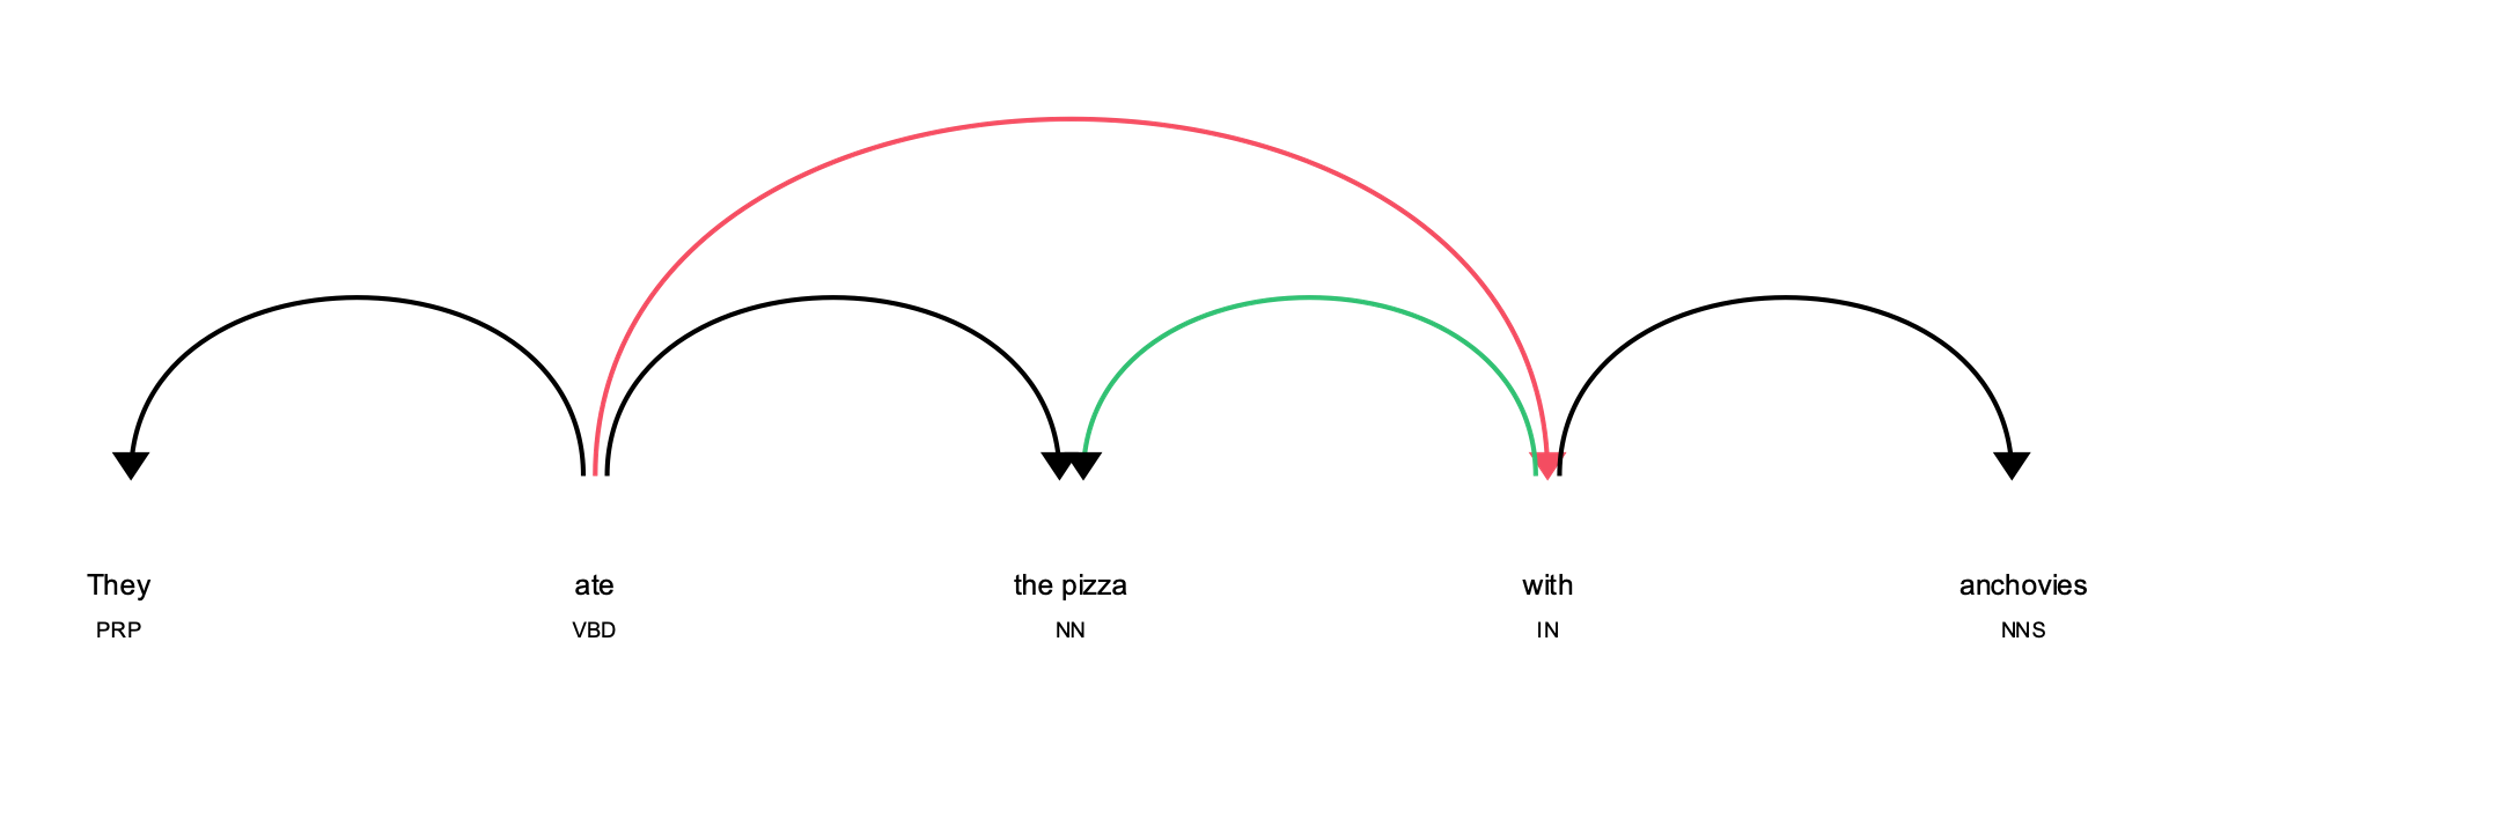 They ate the pizza with anchovies
PRP VBD NN IN NNS